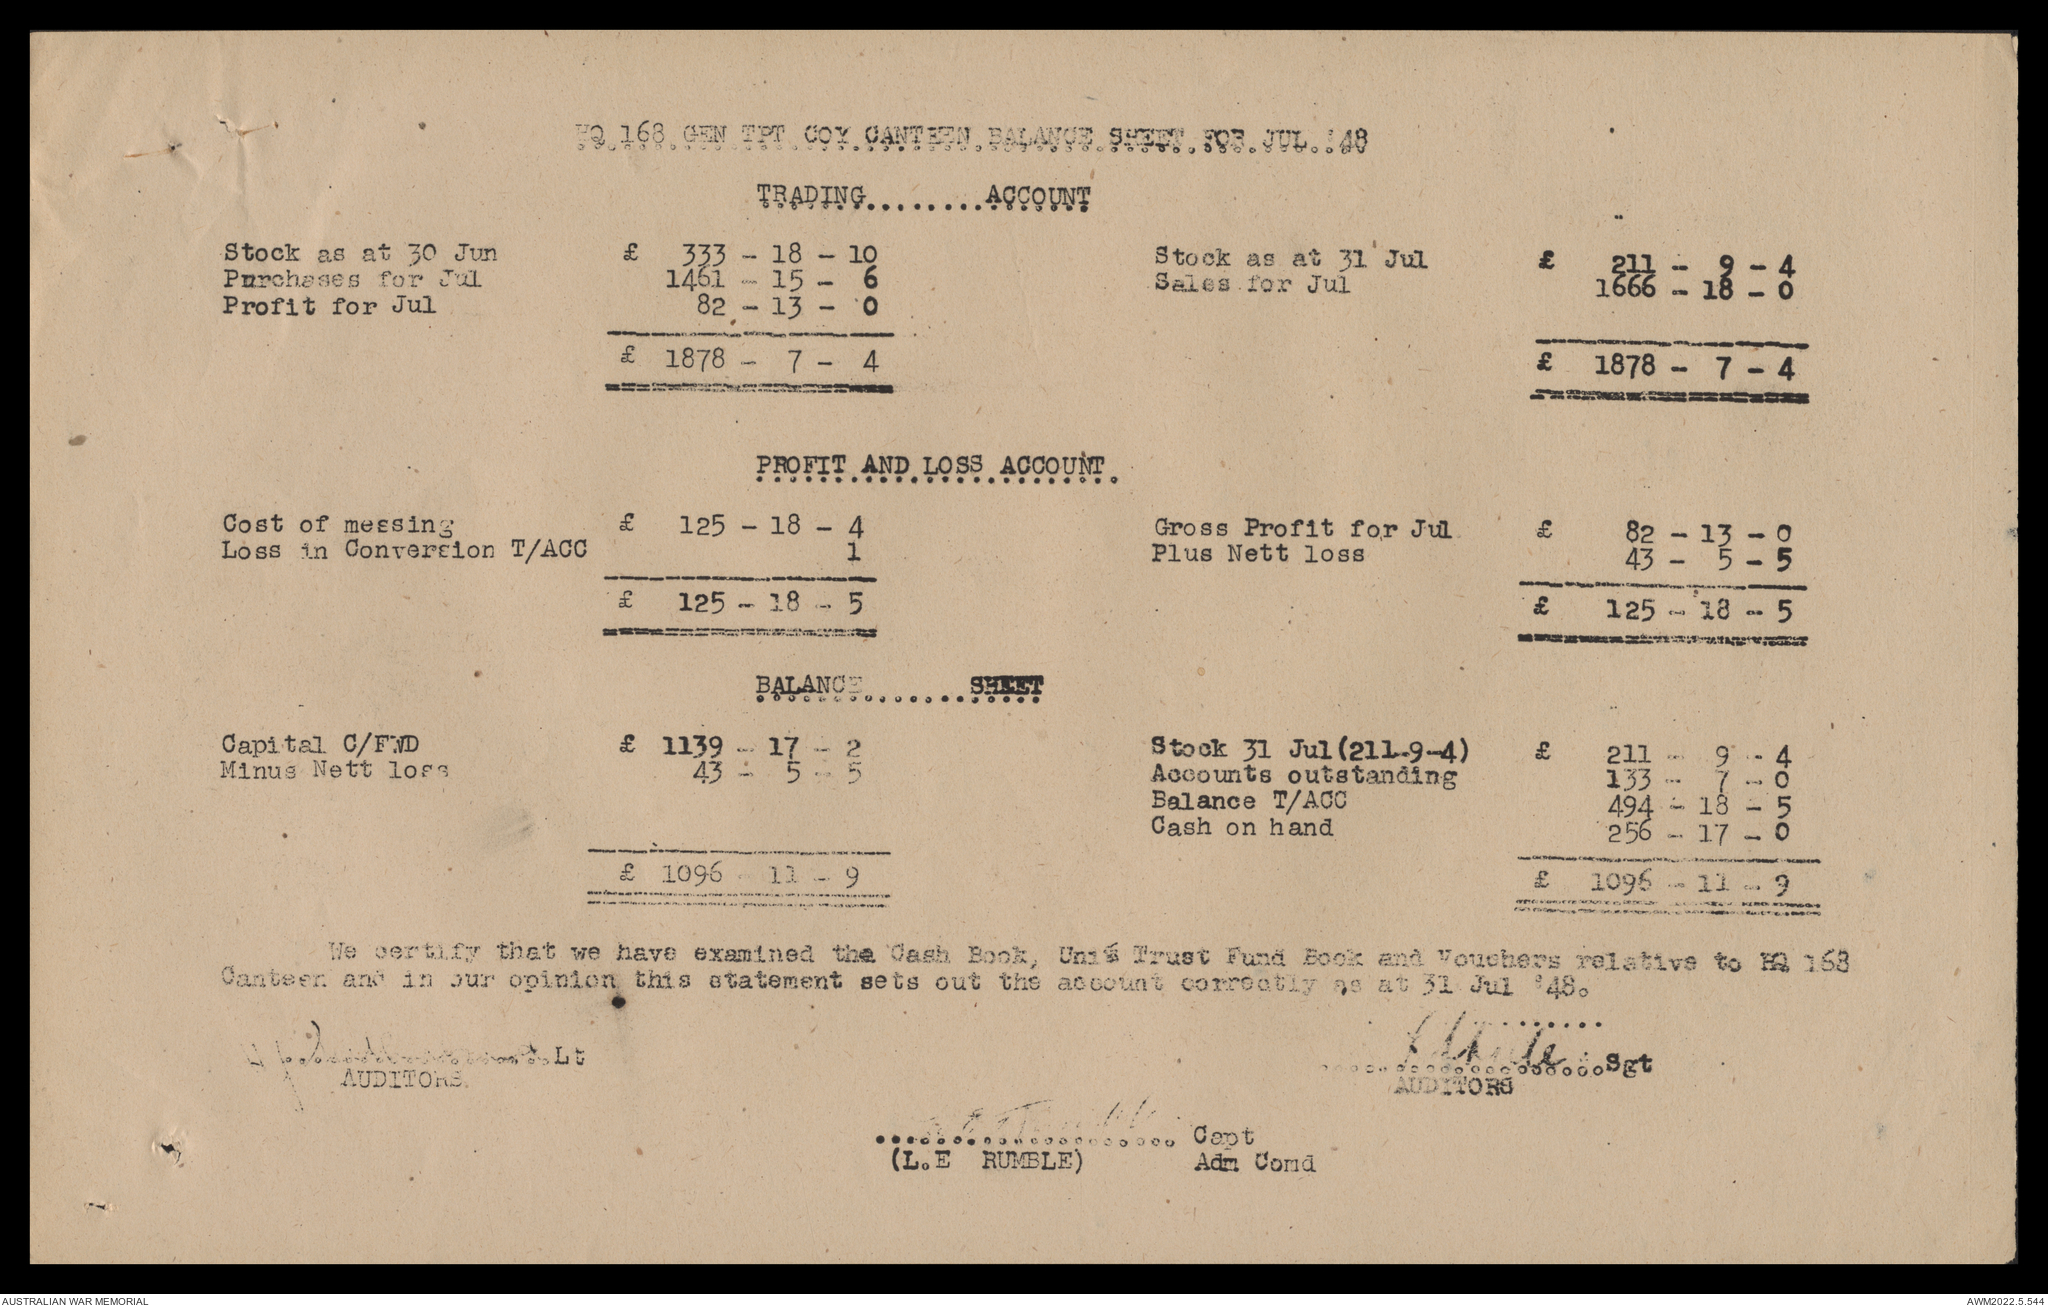 HQ 168 GEN TPT COY CANTEEN BALANCE SHEET FOR JUL '48
TRADING........ACCOUNT
Stock as at 30 Jun £ 333 - 18 - 10 Stock as at 31 Jul £ 211 - 9 - 4
Purchases for Jul 1461 - 15 - 6 Sales for Jul 1666 - 18 - 0
Profit for Jul 82 - 13 - 0
£ 1878 - 7 - 4 £ 1878 - 7 - 4
PROFIT AND LOSS ACCOUNT
Cost of messing £ 125 - 18 - 4 Gross Profit for Jul £ 82 - 13 - 0
Loss in Conversion T/ACC 1 Plus Nett loss 43 - 5 - 5
£ 125 - 18 - 5 £ 125 - 18 - 5
BALANCE.......SHEET
Capital C/FWD £ 1139 - 17 - 2 Stock 31 Jul(211-9-4) £ 211 - 9 - 4
Minus Nett loss 43 - 5 - 5 Accounts outstanding 133 - 7 - 0
Balance T/ACC 494 - 18 - 5
Cash on hand 256 - 17 - 0
£ 1096 - 11 - 9 £ 1096 - 11 - 9
We certify that we have examined the Cash Book, Unit Trust Fund Book and Vouchers relative to HQ 168
Canteen and in our opinion this statement sets out the account correctly as at 31 Jul '48.
Lt Sgt
AUDITORS AUDITORS
Capt
(L.E RUMBLE) Adm Comd
AUSTRALIAN WAR MEMORIAL AWM2022.5.544